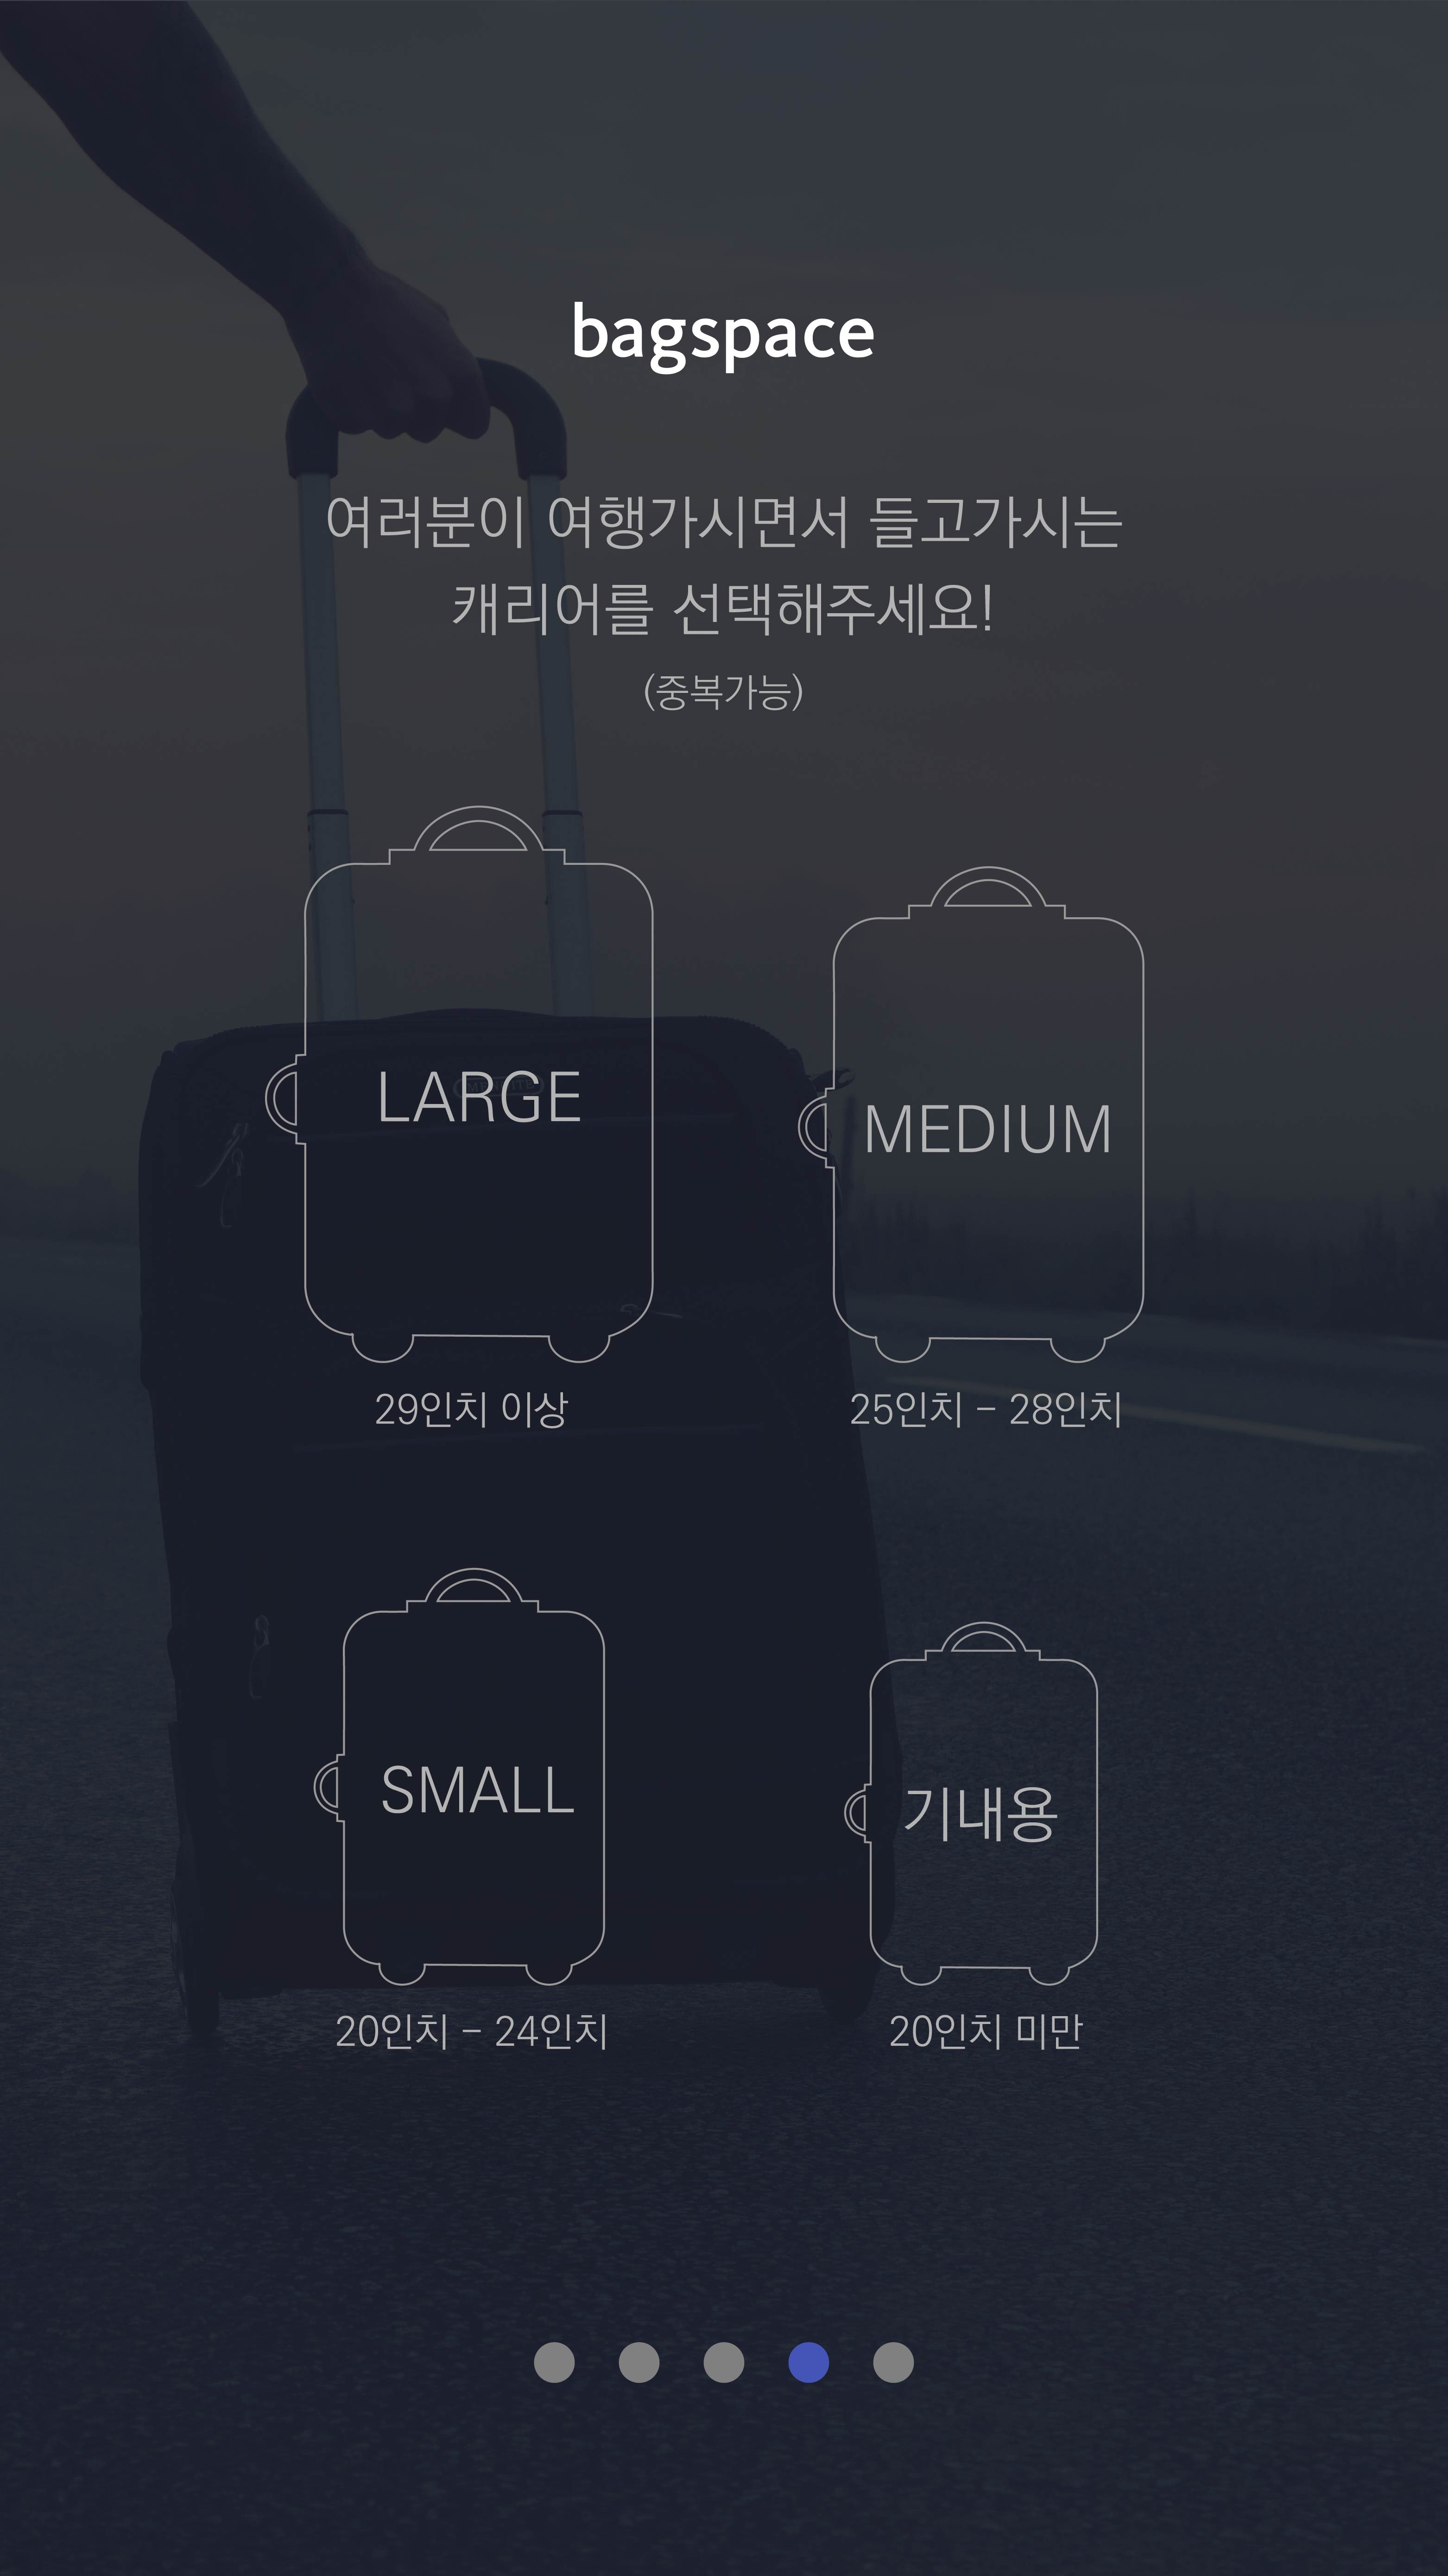 bagspace
여러분이 여행가시면서 들고가시는
캐리어를 선택해주세요!
(중복가능)
LARGE
MEDIUM
29인치 이상
25인치 - 28인치
SMALL
기내용
20인치 - 24인치
20인치 미만